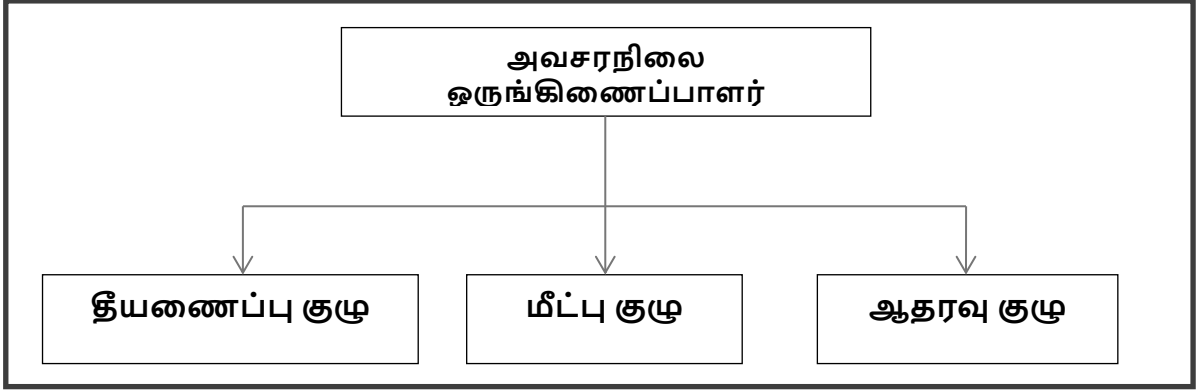 அவசரநிலை
ஒருங்கிணைப்பாளர்
தீயணைப்பு குழு
மீட்பு குழு
ஆதரவு குழு